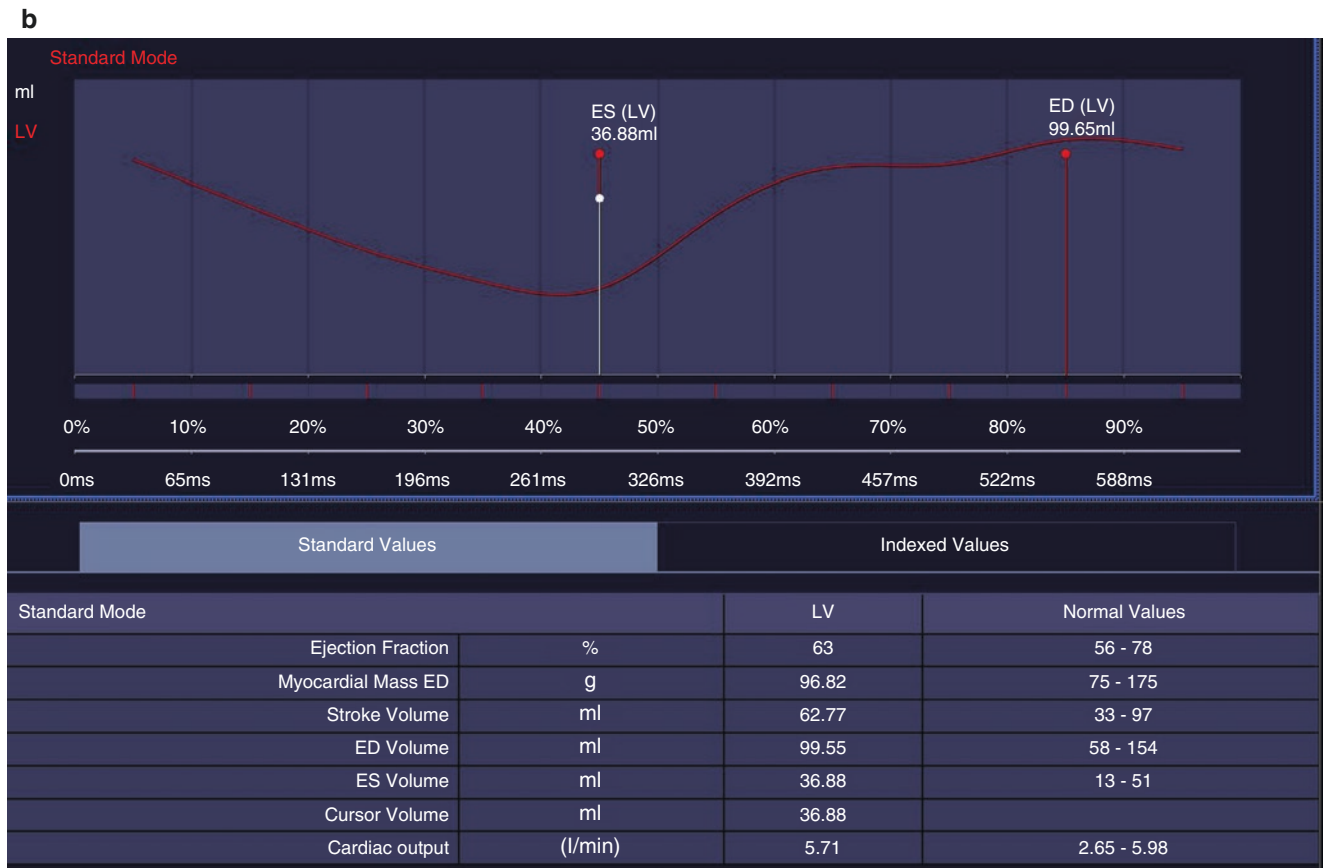 b
Standard Mode
ml
LV
ES (LV)
36.88ml
ED (LV)
99.65ml
0% 10% 20% 30% 40% 50% 60% 70% 80% 90%
0ms 65ms 131ms 196ms 261ms 326ms 392ms 457ms 522ms 588ms
Standard Values Indexed Values
Standard Mode LV Normal Values
Ejection Fraction % 63 56 - 78
Myocardial Mass ED g 96.82 75 - 175
Stroke Volume ml 62.77 33 - 97
ED Volume ml 99.55 58 - 154
ES Volume ml 36.88 13 - 51
Cursor Volume ml 36.88
Cardiac output (l/min) 5.71 2.65 - 5.98